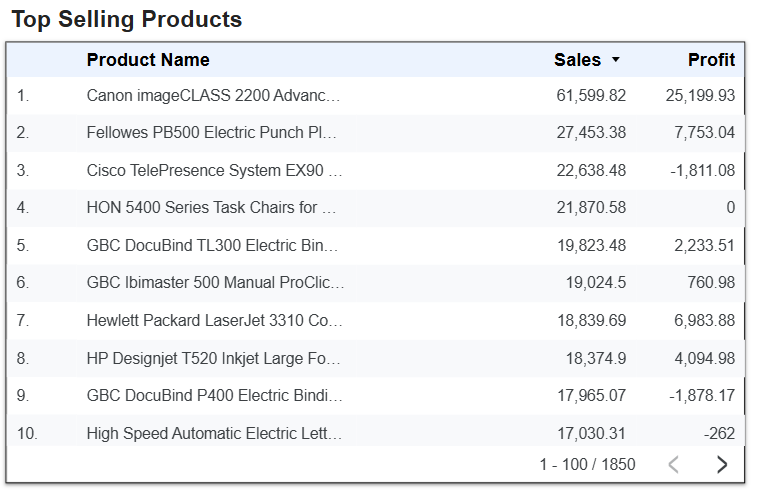 Top Selling Products
Product Name Sales Profit
1. Canon imageCLASS 2200 Advanc... 61,599.82 25,199.93
2. Fellowes PB500 Electric Punch Pl... 27,453.38 7,753.04
3. Cisco TelePresence System EX90 ... 22,638.48 -1,811.08
4. HON 5400 Series Task Chairs for ... 21,870.58 0
5. GBC DocuBind TL300 Electric Bin... 19,823.48 2,233.51
6. GBC Ibimaster 500 Manual ProClic... 19,024.5 760.98
7. Hewlett Packard LaserJet 3310 Co... 18,839.69 6,983.88
8. HP Designjet T520 Inkjet Large Fo... 18,374.9 4,094.98
9. GBC DocuBind P400 Electric Bindi... 17,965.07 -1,878.17
10. High Speed Automatic Electric Lett... 17,030.31 -262
1 - 100 / 1850